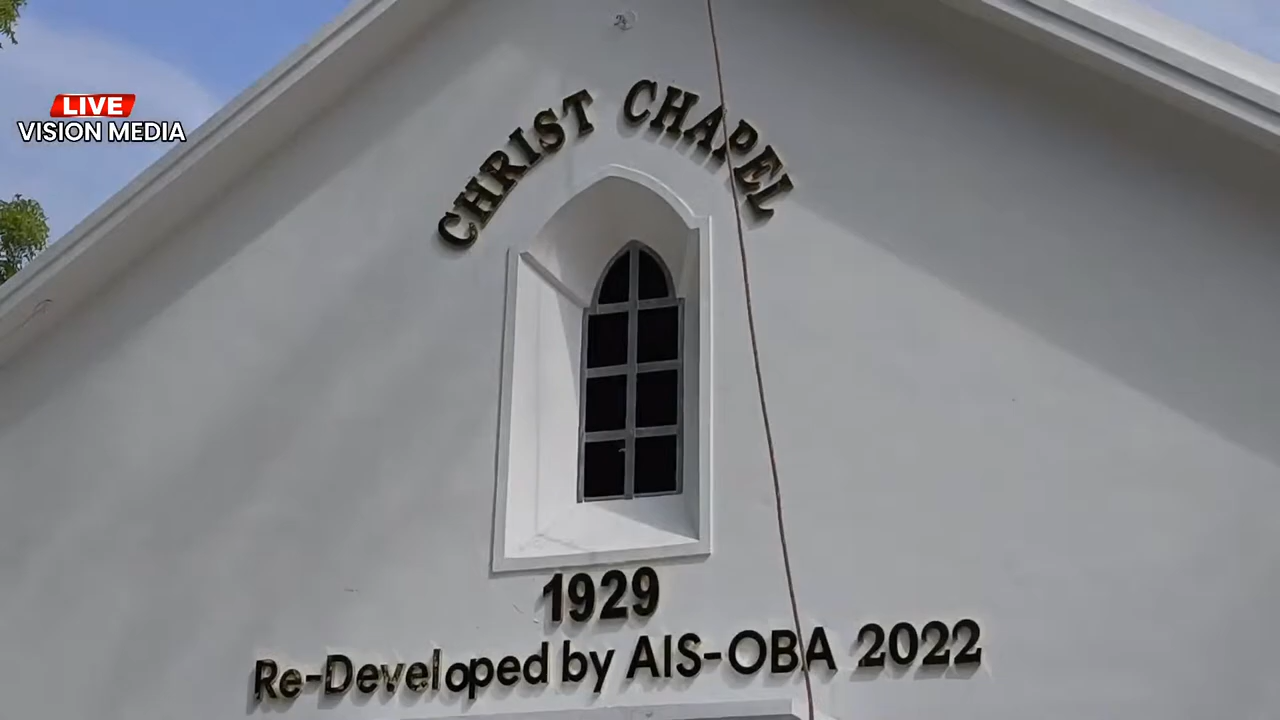 LIVE
VISION MEDIA
CHRIST CHAPEL
1929
Re-Developed by AIS-OBA 2022